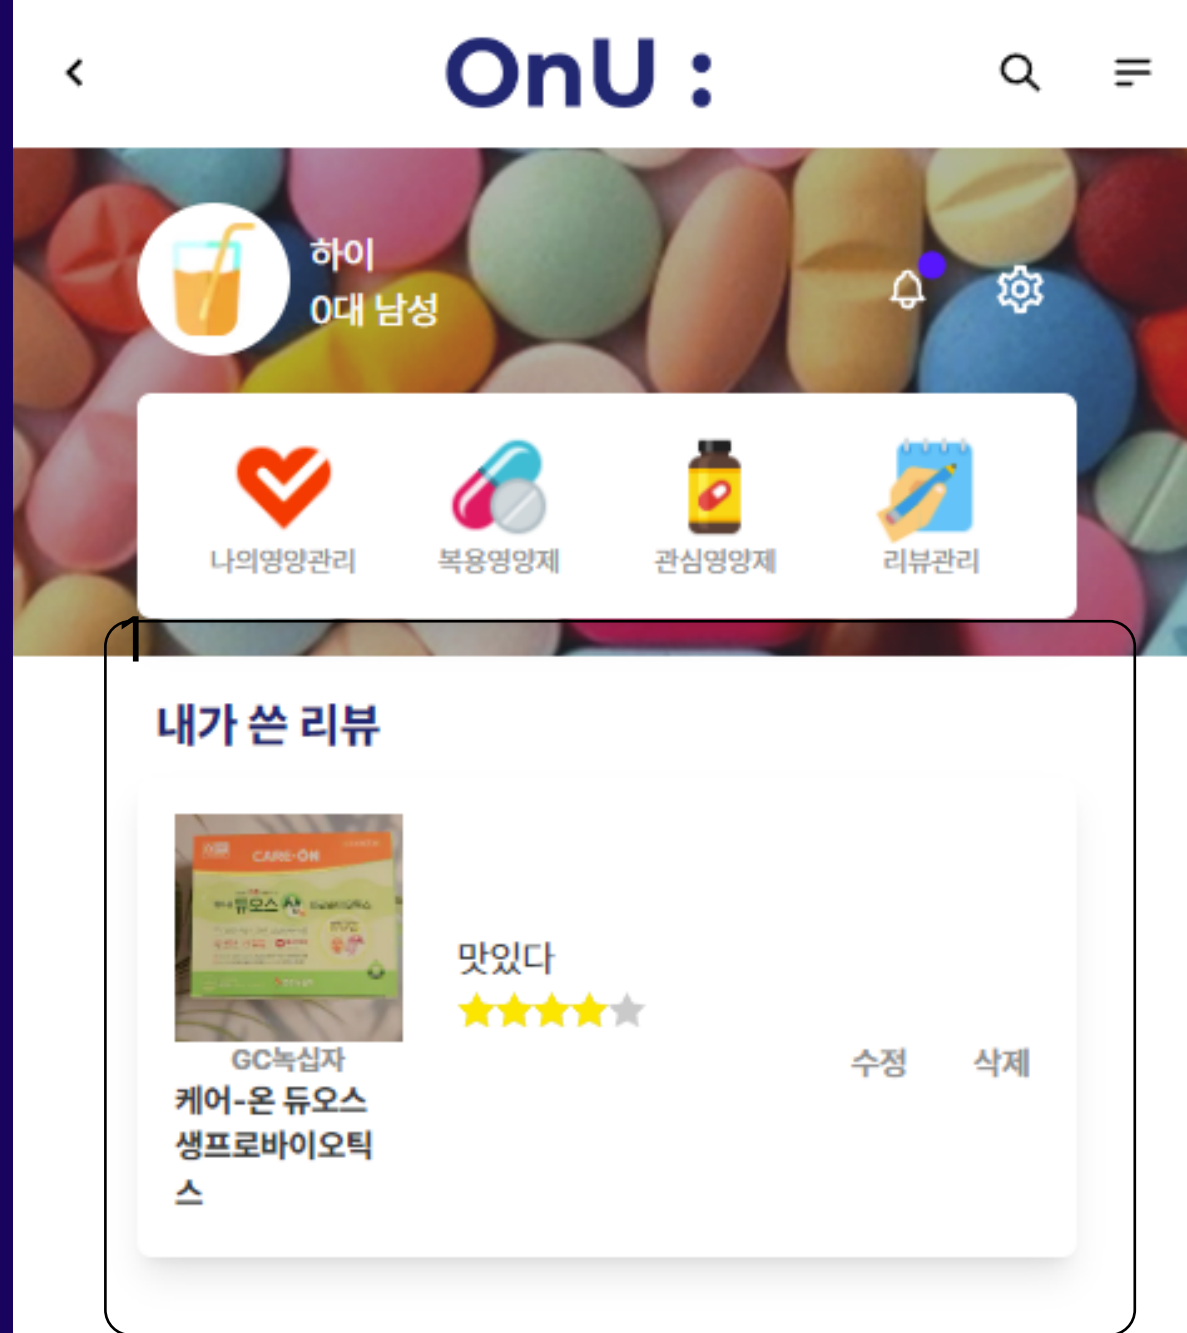 OnU :
하이
0대 남성
나의영양관리
복용영양제
관심영양제
리뷰관리
1
내가 쓴 리뷰
CARE-ON
듀오스 생
맛있다
GC녹십자
수정
삭제
케어-온 듀오스
생프로바이오틱
스